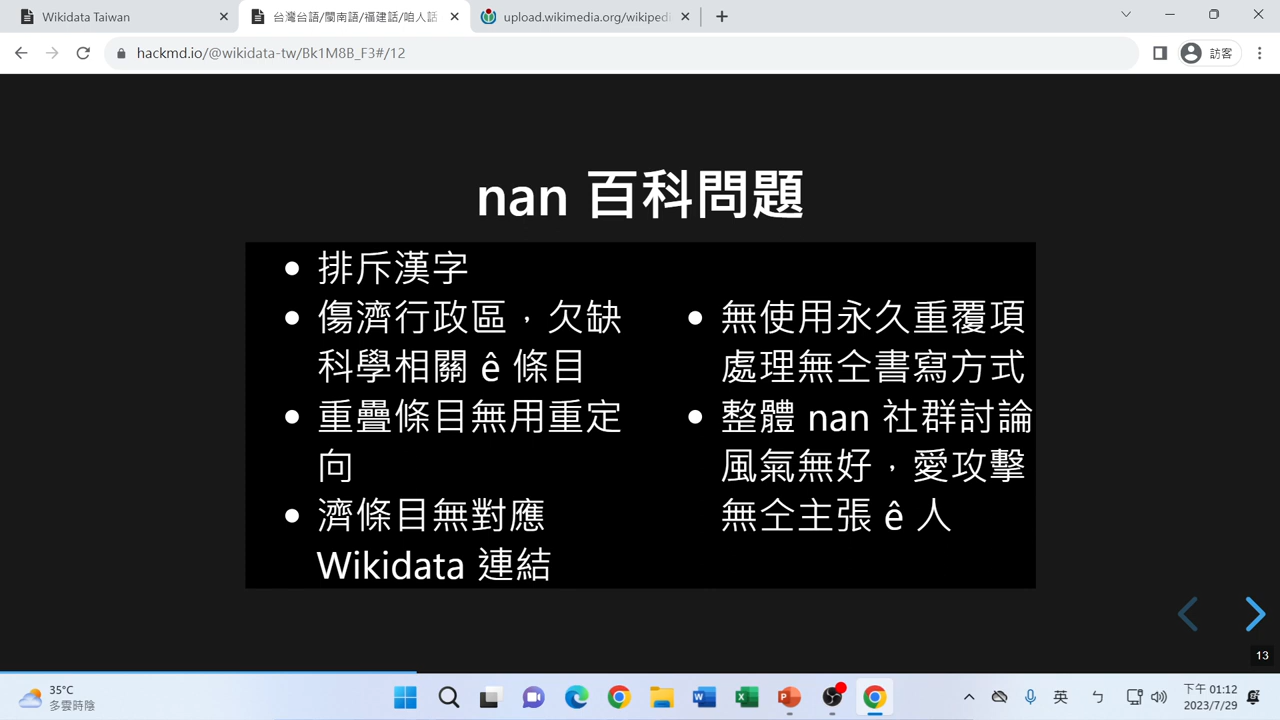 Wikidata Taiwan
台灣台語/閩南語/福建話/咱人話
upload.wikimedia.org/wikiped
hackmd.io/@wikidata-tw/Bk1M8B_F3#/12
訪客
nan 百科問題
排斥漢字
傷濟行政區，欠缺
科學相關 ê 條目
重疊條目無用重定
向
濟條目無對應
Wikidata 連結
無使用永久重覆項
處理無仝書寫方式
整體 nan 社群討論
風氣無好，愛攻擊
無仝主張 ê 人
13
35°C
多雲時陰
英
ㄅ
下午 01:12
2023/7/29